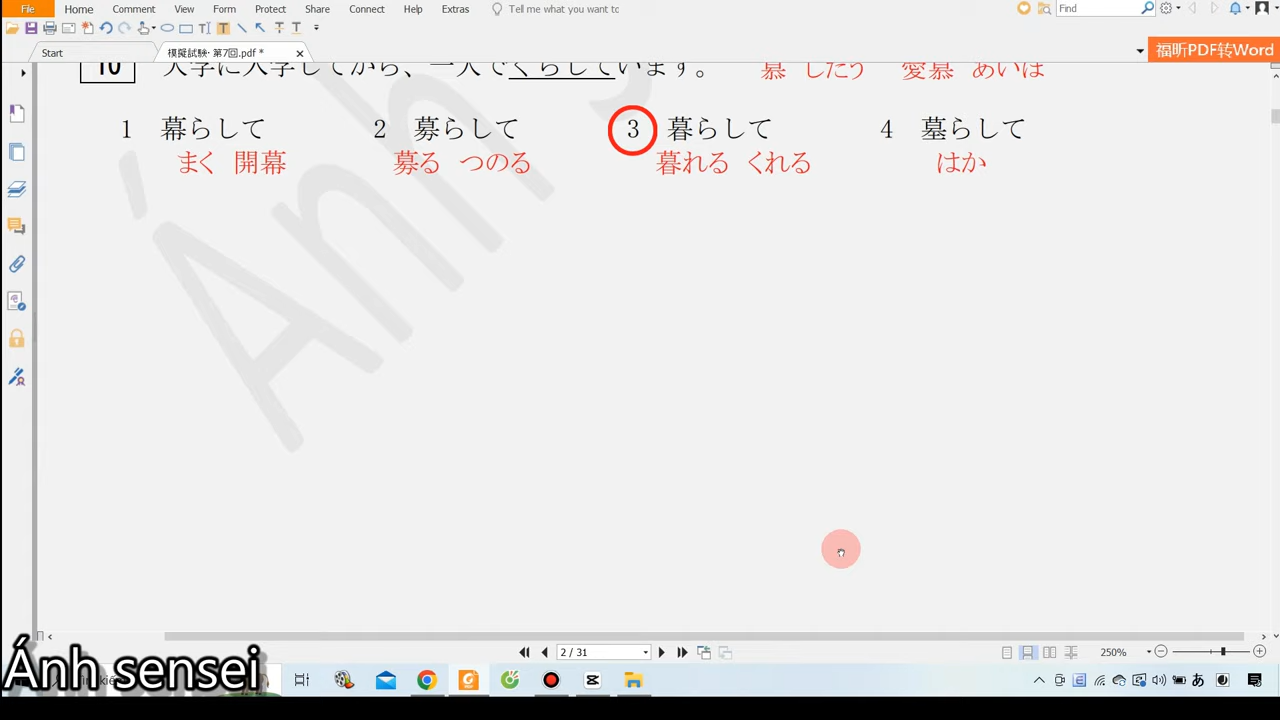 File Home Comment View Form Protect Share Connect Help Extras Tell me what you want to Find
Start 模擬試験・第7回.pdf * 福昕PDF转Word
10 大学に入学してから、一人でくらしています。 慕 したう 愛慕 あいぼ
1 幕らして 2 募らして 3 暮らして 4 墓らして
まく 開幕 募る つのる 暮れる くれる はか
Ánh
2 / 31 250%
Ánh sensei